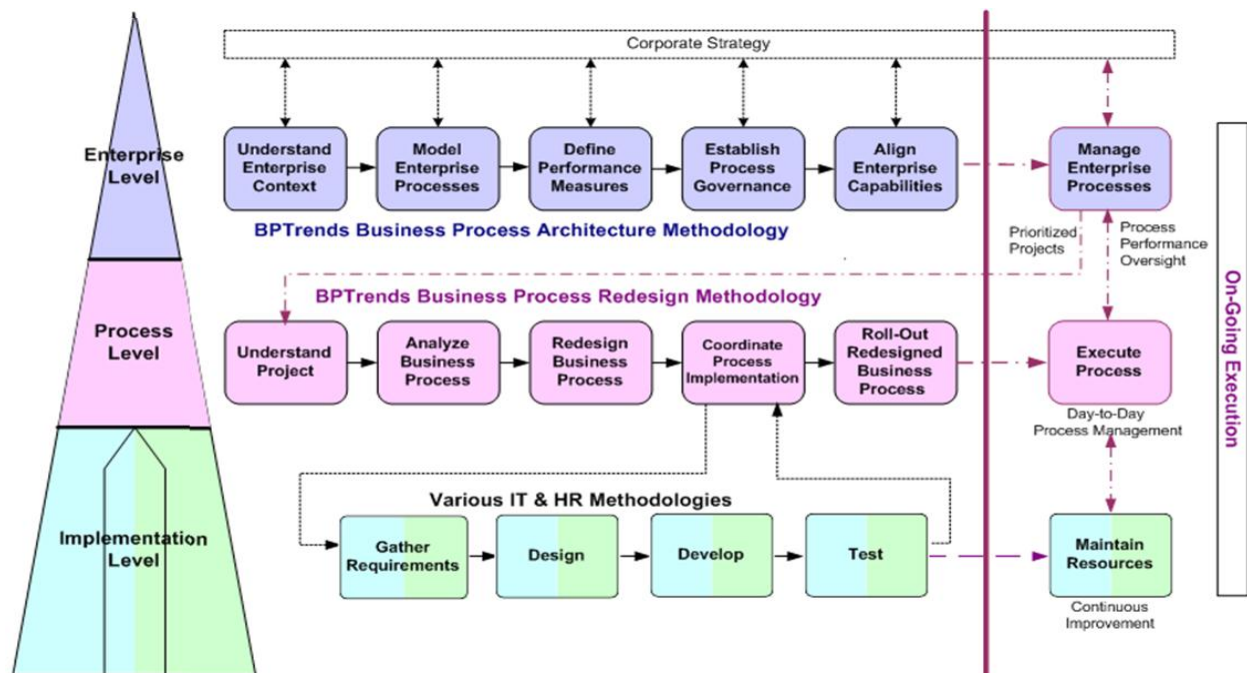 Corporate Strategy
Enterprise
Level
Understand
Enterprise
Context
Model
Enterprise
Processes
Define
Performance
Measures
Establish
Process
Governance
Align
Enterprise
Capabilities
Manage
Enterprise
Processes
BPTrends Business Process Architecture Methodology
Prioritized
Projects
Process
Performance
Oversight
On-Going Execution
BPTrends Business Process Redesign Methodology
Process
Level
Understand
Project
Analyze
Business
Process
Redesign
Business
Process
Coordinate
Process
Implementation
Roll-Out
Redesigned
Business
Process
Execute
Process
Day-to-Day
Process Management
Various IT & HR Methodologies
Implementation
Level
Gather
Requirements
Design
Develop
Test
Maintain
Resources
Continuous
Improvement